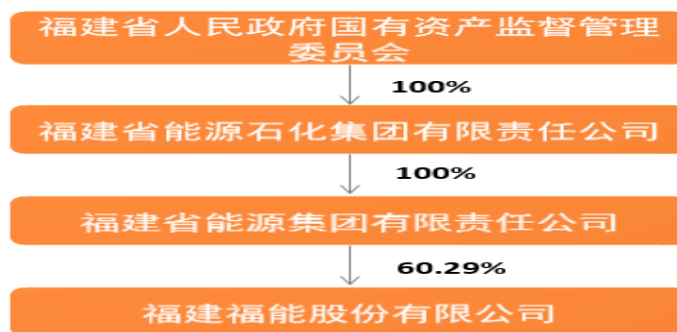 福建省人民政府国有资产监督管理
委员会
100%
福建省能源石化集团有限责任公司
100%
福建省能源集团有限责任公司
60.29%
福建福能股份有限公司